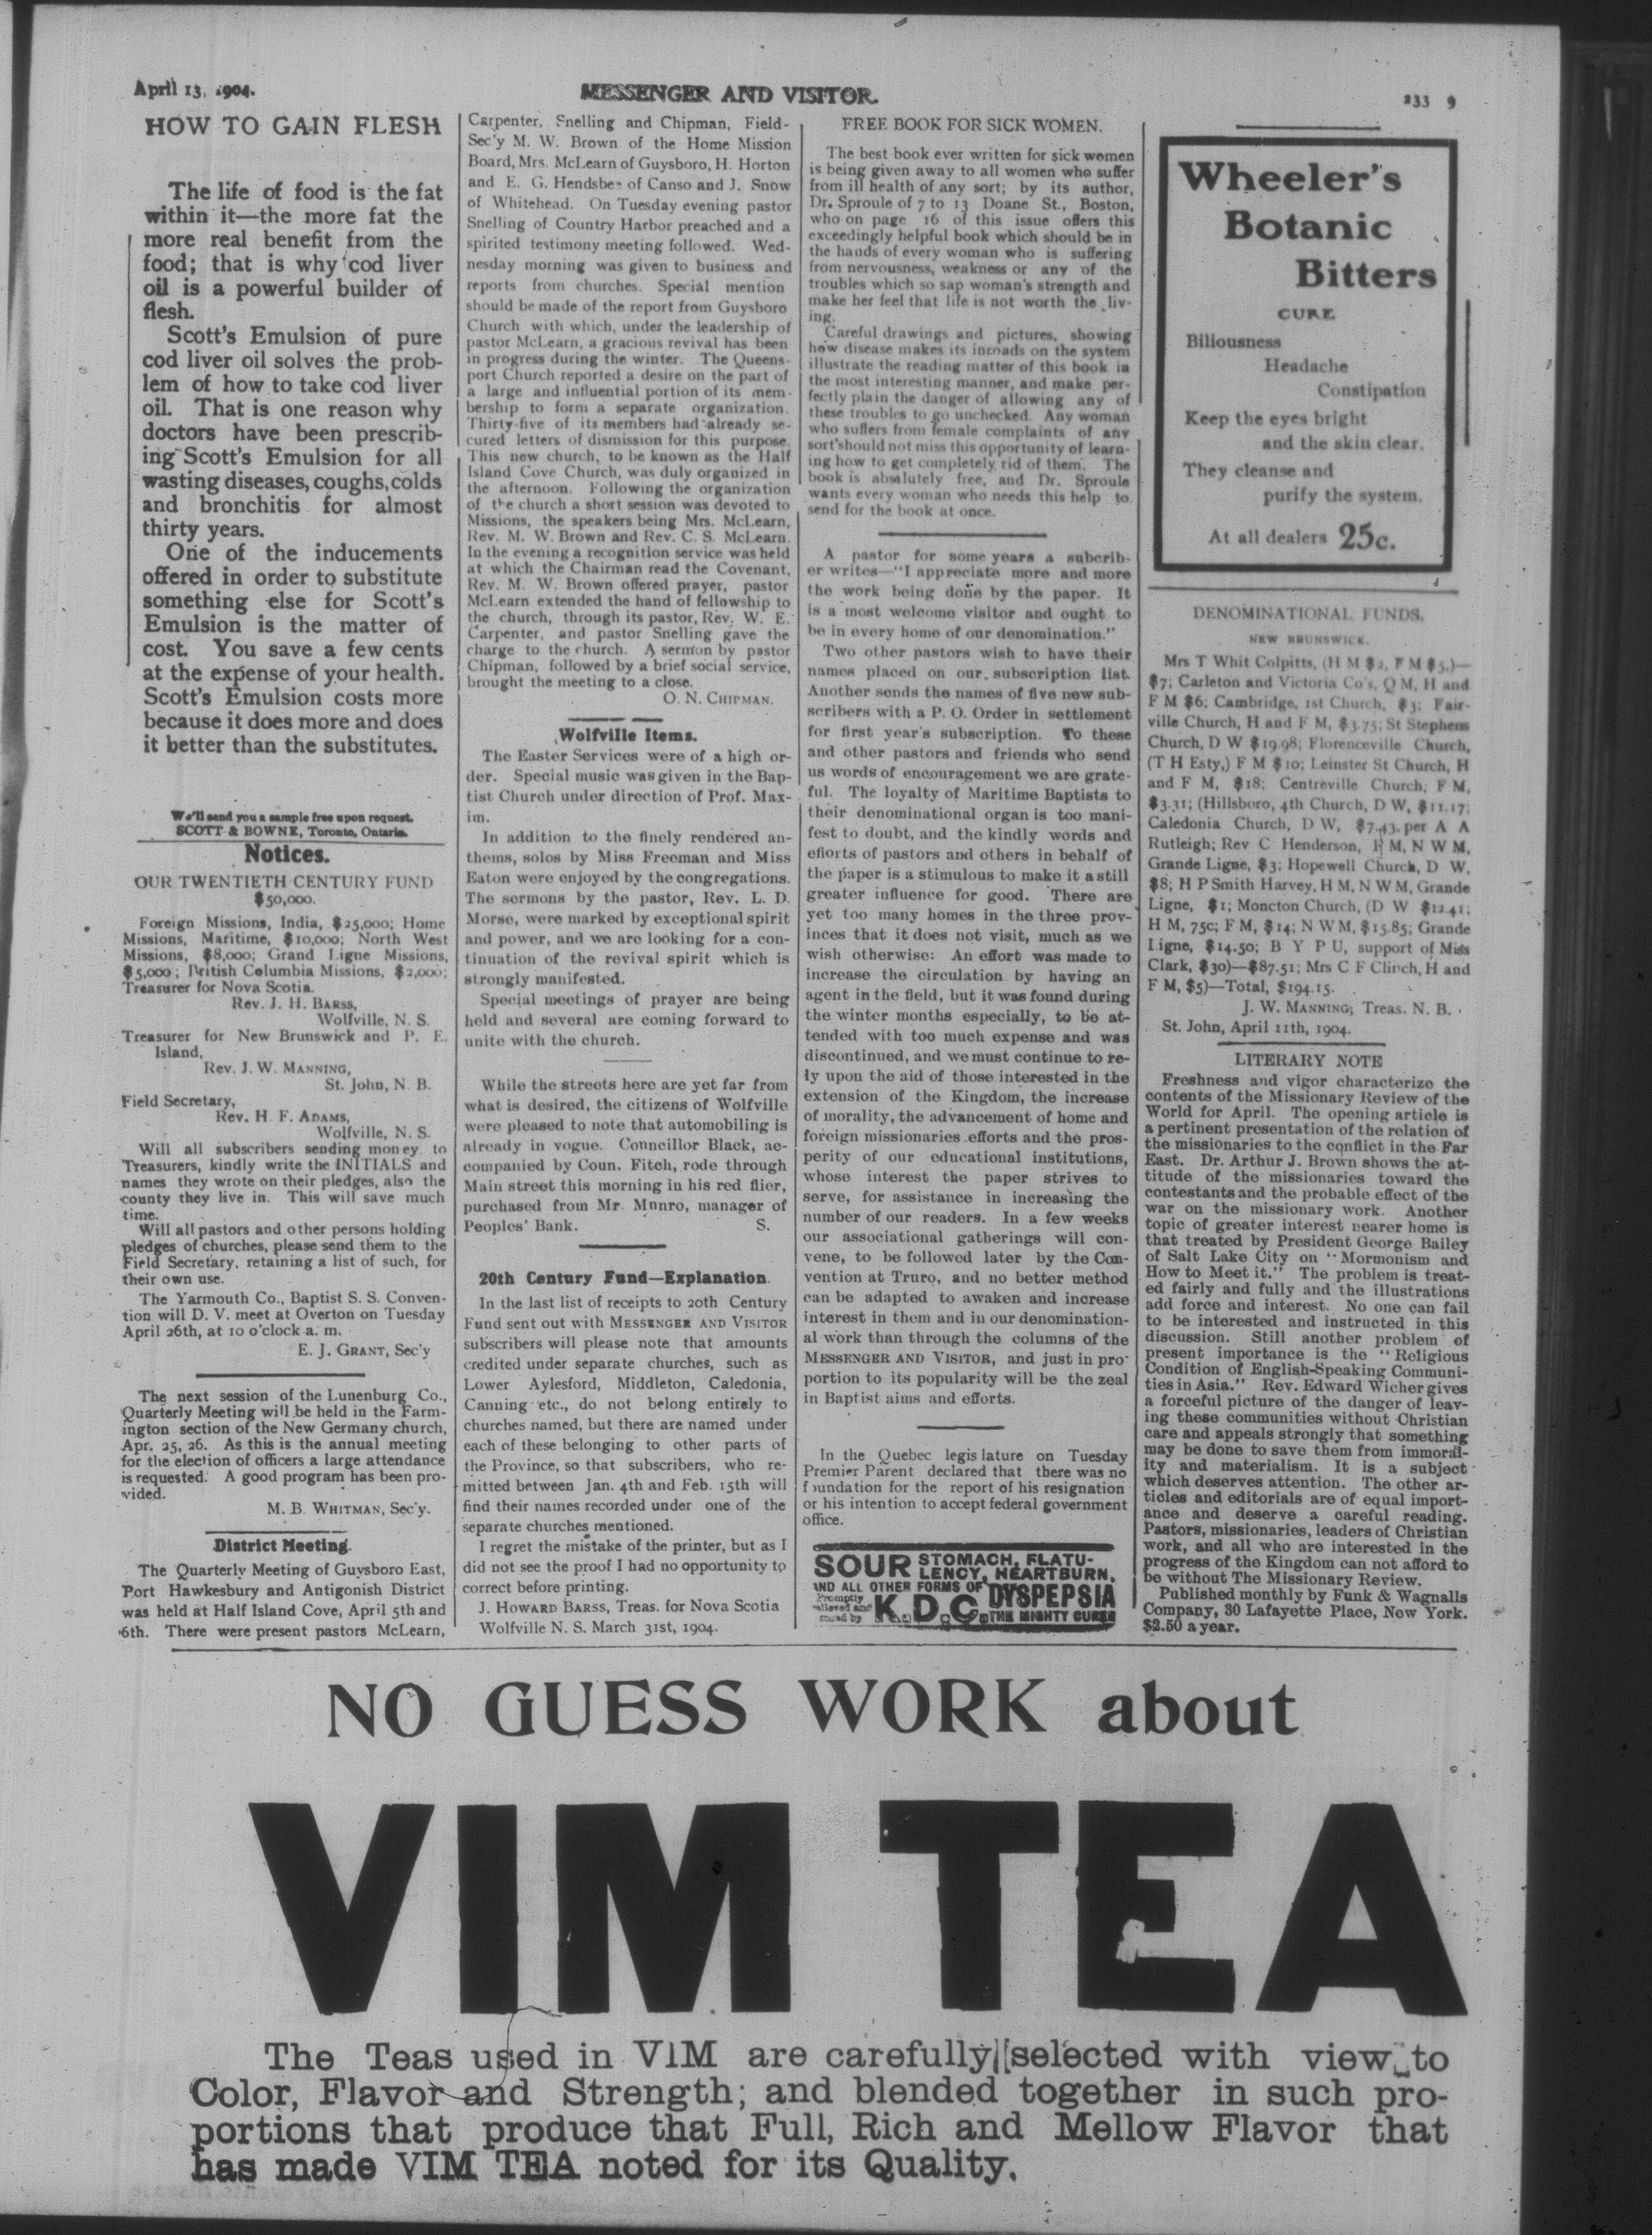 April 13, 1904.
MESSENGER AND VISITOR.
233 9
HOW TO GAIN FLESH
The life of food is the fat
within it—the more fat the
more real benefit from the
food; that is why cod liver
oil is a powerful builder of
flesh.
Scott's Emulsion of pure
cod liver oil solves the prob-
lem of how to take cod liver
oil. That is one reason why
doctors have been prescrib-
ing Scott's Emulsion for all
wasting diseases, coughs, colds
and bronchitis for almost
thirty years.
One of the inducements
offered in order to substitute
something else for Scott's
Emulsion is the matter of
cost. You save a few cents
at the expense of your health.
Scott's Emulsion costs more
because it does more and does
it better than the substitutes.
We'll send you a sample free upon request.
SCOTT & BOWNE, Toronto, Ontario.
Notices.
OUR TWENTIETH CENTURY FUND
$50,000.
Foreign Missions, India, $25,000; Home
Missions, Maritime, $10,000; North West
Missions, $8,000; Grand Ligne Missions,
$5,000; British Columbia Missions, $2,000;
Treasurer for Nova Scotia.
Rev. J. H. BARSS,
Wolfville, N. S.
Treasurer for New Brunswick and P. E.
Island,
Rev. J. W. MANNING,
St. John, N. B.
Field Secretary,
Rev. H. F. ADAMS,
Wolfville, N. S.
Will all subscribers sending money to
Treasurers, kindly write the INITIALS and
names they wrote on their pledges, also the
county they live in. This will save much
time.
Will all pastors and other persons holding
pledges of churches, please send them to the
Field Secretary, retaining a list of such, for
their own use.
The Yarmouth Co., Baptist S. S. Conven-
tion will D. V. meet at Overton on Tuesday
April 26th, at 10 o'clock a. m.
E. J. GRANT, Sec'y
The next session of the Lunenburg Co.,
Quarterly Meeting will be held in the Farm-
ington section of the New Germany church,
Apr. 25, 26. As this is the annual meeting
for the election of officers a large attendance
is requested. A good program has been pro-
vided.
M. B. WHITMAN, Sec'y.
District Meeting.
The Quarterly Meeting of Guysboro East,
Port Hawkesbury and Antigonish District
was held at Half Island Cove, April 5th and
6th. There were present pastors McLearn,
Carpenter, Snelling and Chipman, Field-
Sec'y M. W. Brown of the Home Mission
Board, Mrs. McLearn of Guysboro, H. Horton
and E. G. Hendsbee of Canso and J. Snow
of Whitehead. On Tuesday evening pastor
Snelling of Country Harbor preached and a
spirited testimony meeting followed. Wed-
nesday morning was given to business and
reports from churches. Special mention
should be made of the report from Guysboro
Church with which, under the leadership of
pastor McLearn, a gracious revival has been
in progress during the winter. The Queens-
port Church reported a desire on the part of
a large and influential portion of its mem-
bership to form a separate organization.
Thirty-five of its members had already se-
cured letters of dismission for this purpose.
This new church, to be known as the Half
Island Cove Church, was duly organized in
the afternoon. Following the organization
of the church a short session was devoted to
Missions, the speakers being Mrs. McLearn,
Rev. M. W. Brown and Rev. C. S. McLearn.
In the evening a recognition service was held
at which the Chairman read the Covenant,
Rev. M. W. Brown offered prayer, pastor
McLearn extended the hand of fellowship to
the church, through its pastor, Rev. W. E.
Carpenter, and pastor Snelling gave the
charge to the church. A sermon by pastor
Chipman, followed by a brief social service,
brought the meeting to a close.
O. N. CHIPMAN.
Wolfville Items.
The Easter Services were of a high or-
der. Special music was given in the Bap-
tist Church under direction of Prof. Max-
im.
In addition to the finely rendered an-
thems, solos by Miss Freeman and Miss
Eaton were enjoyed by the congregations.
The sermons by the pastor, Rev. L. D.
Morse, were marked by exceptional spirit
and power, and we are looking for a con-
tinuation of the revival spirit which is
strongly manifested.
Special meetings of prayer are being
held and several are coming forward to
unite with the church.
While the streets here are yet far from
what is desired, the citizens of Wolfville
were pleased to note that automobiling is
already in vogue. Councillor Black, ac-
companied by Coun. Fitch, rode through
Main street this morning in his red flier,
purchased from Mr. Munro, manager of
Peoples' Bank. S.
20th Century Fund—Explanation.
In the last list of receipts to 20th Century
Fund sent out with MESSENGER AND VISITOR
subscribers will please note that amounts
credited under separate churches, such as
Lower Aylesford, Middleton, Caledonia,
Canning etc., do not belong entirely to
churches named, but there are named under
each of these belonging to other parts of
the Province, so that subscribers, who re-
mitted between Jan. 4th and Feb. 15th will
find their names recorded under one of the
separate churches mentioned.
I regret the mistake of the printer, but as I
did not see the proof I had no opportunity to
correct before printing.
J. HOWARD BARSS, Treas. for Nova Scotia
Wolfville N. S. March 31st, 1904.
FREE BOOK FOR SICK WOMEN.
The best book ever written for sick women
is being given away to all women who suffer
from ill health of any sort; by its author,
Dr. Sproule of 7 to 13 Doane St., Boston,
who on page 16 of this issue offers this
exceedingly helpful book which should be in
the hands of every woman who is suffering
from nervousness, weakness or any of the
troubles which so sap woman's strength and
make her feel that life is not worth the liv-
ing.
Careful drawings and pictures, showing
how disease makes its inroads on the system
illustrate the reading matter of this book in
the most interesting manner, and make per-
fectly plain the danger of allowing any of
these troubles to go unchecked. Any woman
who suffers from female complaints of any
sort should not miss this opportunity of learn-
ing how to get completely rid of them. The
book is absolutely free, and Dr. Sproule
wants every woman who needs this help to
send for the book at once.
A pastor for some years a subcrib-
er writes—"I appreciate more and more
the work being done by the paper. It
is a most welcome visitor and ought to
be in every home of our denomination."
Two other pastors wish to have their
names placed on our subscription list.
Another sends the names of five new sub-
scribers with a P. O. Order in settlement
for first year's subscription. To these
and other pastors and friends who send
us words of encouragement we are grate-
ful. The loyalty of Maritime Baptists to
their denominational organ is too mani-
fest to doubt, and the kindly words and
efforts of pastors and others in behalf of
the paper is a stimulous to make it a still
greater influence for good. There are
yet too many homes in the three prov-
inces that it does not visit, much as we
wish otherwise: An effort was made to
increase the circulation by having an
agent in the field, but it was found during
the winter months especially, to be at-
tended with too much expense and was
discontinued, and we must continue to re-
ly upon the aid of those interested in the
extension of the Kingdom, the increase
of morality, the advancement of home and
foreign missionaries efforts and the pros-
perity of our educational institutions,
whose interest the paper strives to
serve, for assistance in increasing the
number of our readers. In a few weeks
our associational gatherings will con-
vene, to be followed later by the Con-
vention at Truro, and no better method
can be adapted to awaken and increase
interest in them and in our denomination-
al work than through the columns of the
MESSENGER AND VISITOR, and just in pro-
portion to its popularity will be the zeal
in Baptist aims and efforts.
In the Quebec legislature on Tuesday
Premier Parent declared that there was no
foundation for the report of his resignation
or his intention to accept federal government
office.
SOUR STOMACH, FLATU-
LENCY, HEARTBURN,
AND ALL OTHER FORMS OF DYSPEPSIA
Promptly relieved and cured by K. D. C. THE MIGHTY CURER
Wheeler's
Botanic
Bitters
CURE
Biliousness
Headache
Constipation
Keep the eyes bright
and the skin clear.
They cleanse and
purify the system.
At all dealers 25c.
DENOMINATIONAL FUNDS.
NEW BRUNSWICK.
Mrs T Whit Colpitts, (H M $2, F M $5,)—
$7; Carleton and Victoria Co's, Q M, H and
F M $6; Cambridge, 1st Church, $3; Fair-
ville Church, H and F M, $3.75; St Stephens
Church, D W $19.98; Florenceville Church,
(T H Esty,) F M $10; Leinster St Church, H
and F M, $18; Centreville Church, F M,
$3.31; (Hillsboro, 4th Church, D W, $11.17;
Caledonia Church, D W, $7.43, per A A
Rutleigh; Rev C Henderson, F M, N W M,
Grande Ligne, $3; Hopewell Church, D W,
$8; H P Smith Harvey, H M, N W M, Grande
Ligne, $1; Moncton Church, (D W $12.41;
H M, 75c; F M, $14; N W M, $15.85; Grande
Ligne, $14.50; B Y P U, support of Miss
Clark, $30)—$87.51; Mrs C F Clinch, H and
F M, $5)—Total, $194.15.
J. W. MANNING, Treas. N. B.
St. John, April 11th, 1904.
LITERARY NOTE
Freshness and vigor characterize the
contents of the Missionary Review of the
World for April. The opening article is
a pertinent presentation of the relation of
the missionaries to the conflict in the Far
East. Dr. Arthur J. Brown shows the at-
titude of the missionaries toward the
contestants and the probable effect of the
war on the missionary work. Another
topic of greater interest nearer home is
that treated by President George Bailey
of Salt Lake City on "Mormonism and
How to Meet it." The problem is treat-
ed fairly and fully and the illustrations
add force and interest. No one can fail
to be interested and instructed in this
discussion. Still another problem of
present importance is the "Religious
Condition of English-Speaking Communi-
ties in Asia." Rev. Edward Wicher gives
a forceful picture of the danger of leav-
ing these communities without Christian
care and appeals strongly that something
may be done to save them from immoral-
ity and materialism. It is a subject
which deserves attention. The other ar-
ticles and editorials are of equal import-
ance and deserve a careful reading.
Pastors, missionaries, leaders of Christian
work, and all who are interested in the
progress of the Kingdom can not afford to
be without The Missionary Review.
Published monthly by Funk & Wagnalls
Company, 30 Lafayette Place, New York.
$2.50 a year.
NO GUESS WORK about
VIM TEA
The Teas used in VIM are carefully selected with view to
Color, Flavor and Strength; and blended together in such pro-
portions that produce that Full, Rich and Mellow Flavor that
has made VIM TEA noted for its Quality.